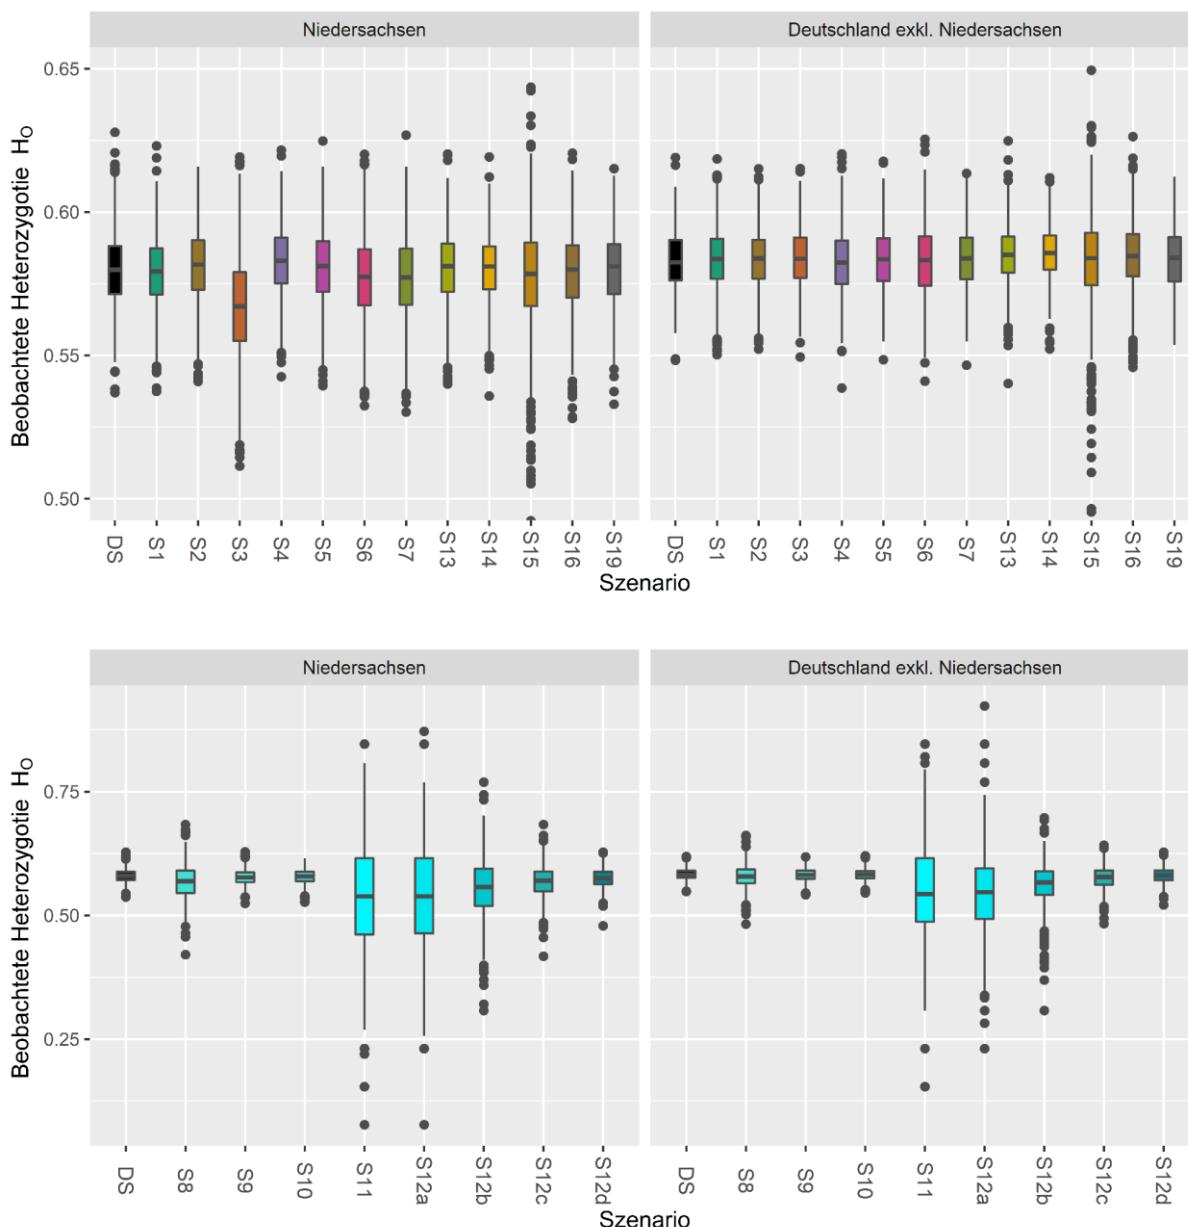 Niedersachsen
Deutschland exkl. Niedersachsen
Beobachtete Heterozygotie HO
0.65
0.60
0.55
0.50
DS S1 S2 S3 S4 S5 S6 S7 S13 S14 S15 S16 S19
DS S1 S2 S3 S4 S5 S6 S7 S13 S14 S15 S16 S19
Szenario
Niedersachsen
Deutschland exkl. Niedersachsen
Beobachtete Heterozygotie HO
0.75
0.50
0.25
DS S8 S9 S10 S11 S12a S12b S12c S12d
DS S8 S9 S10 S11 S12a S12b S12c S12d
Szenario